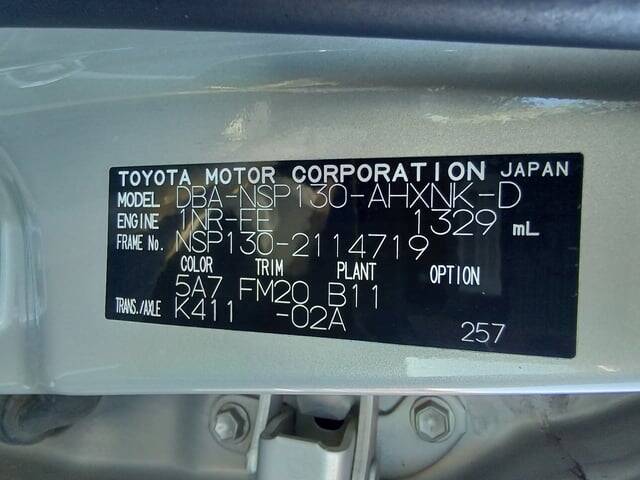 TOYOTA MOTOR CORPORATION JAPAN
MODEL DBA-NSP130-AHXNK-D
ENGINE 1NR-FE 1329 mL
FRAME No. NSP130-2114719
COLOR TRIM PLANT OPTION
5A7 FM20 B11
TRANS./AXLE K411 -02A
257